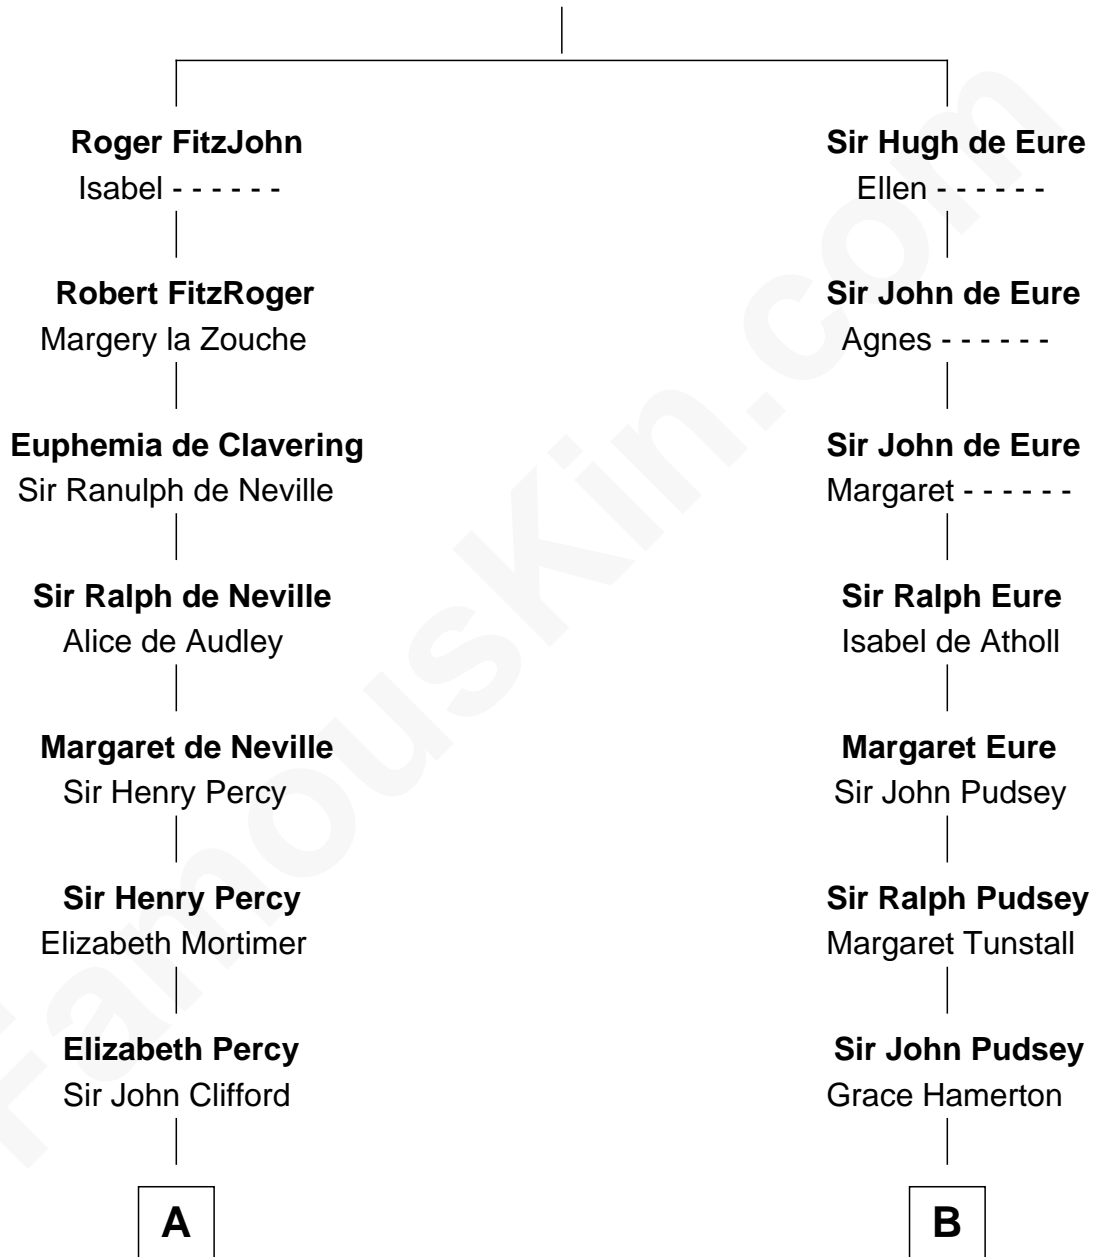 Roger FitzJohn
Isabel - - - - - -
Robert FitzRoger
Margery la Zouche
Euphemia de Clavering
Sir Ranulph de Neville
Sir Ralph de Neville
Alice de Audley
Margaret de Neville
Sir Henry Percy
Sir Henry Percy
Elizabeth Mortimer
Elizabeth Percy
Sir John Clifford
A
Sir Hugh de Eure
Ellen - - - - - -
Sir John de Eure
Agnes - - - - - -
Sir John de Eure
Margaret - - - - - -
Sir Ralph Eure
Isabel de Atholl
Margaret Eure
Sir John Pudsey
Sir Ralph Pudsey
Margaret Tunstall
Sir John Pudsey
Grace Hamerton
B
FamousKin.com